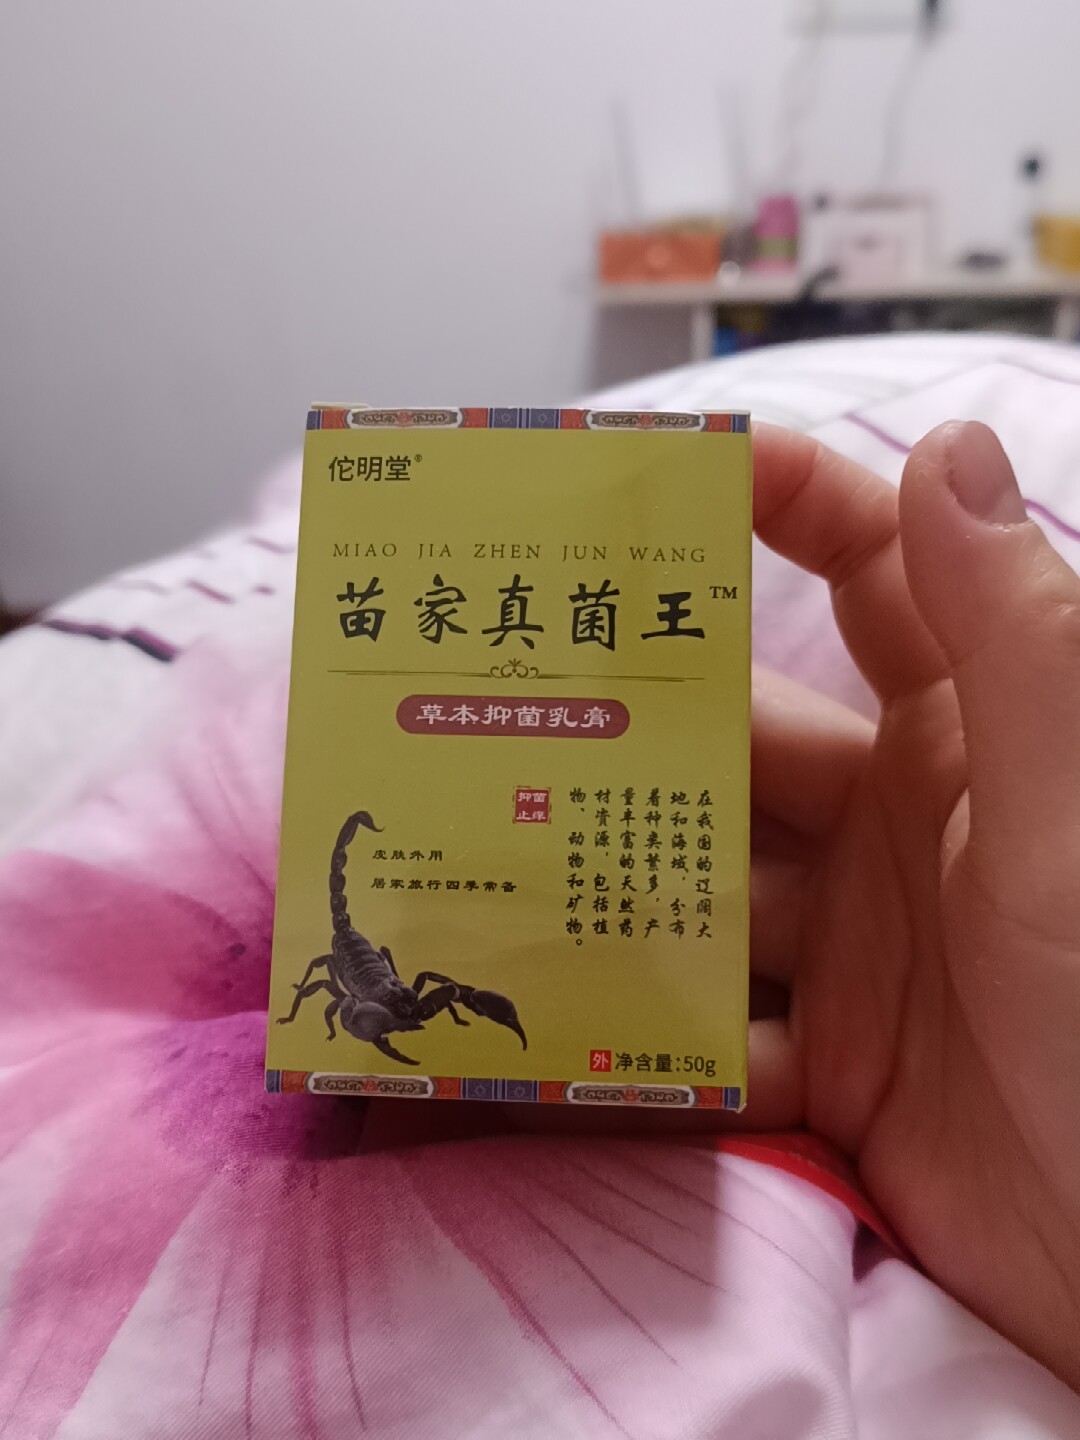 佗明堂®
MIAO JIA ZHEN JUN WANG
苗家真菌王™
草本抑菌乳膏
抑菌
止痒
在我国的辽阔大
地和海域，分布
着种类繁多，产
量丰富的天然药
材资源，包括植
物、动物和矿物。
皮肤外用
居家旅行四季常备
外 净含量:50g